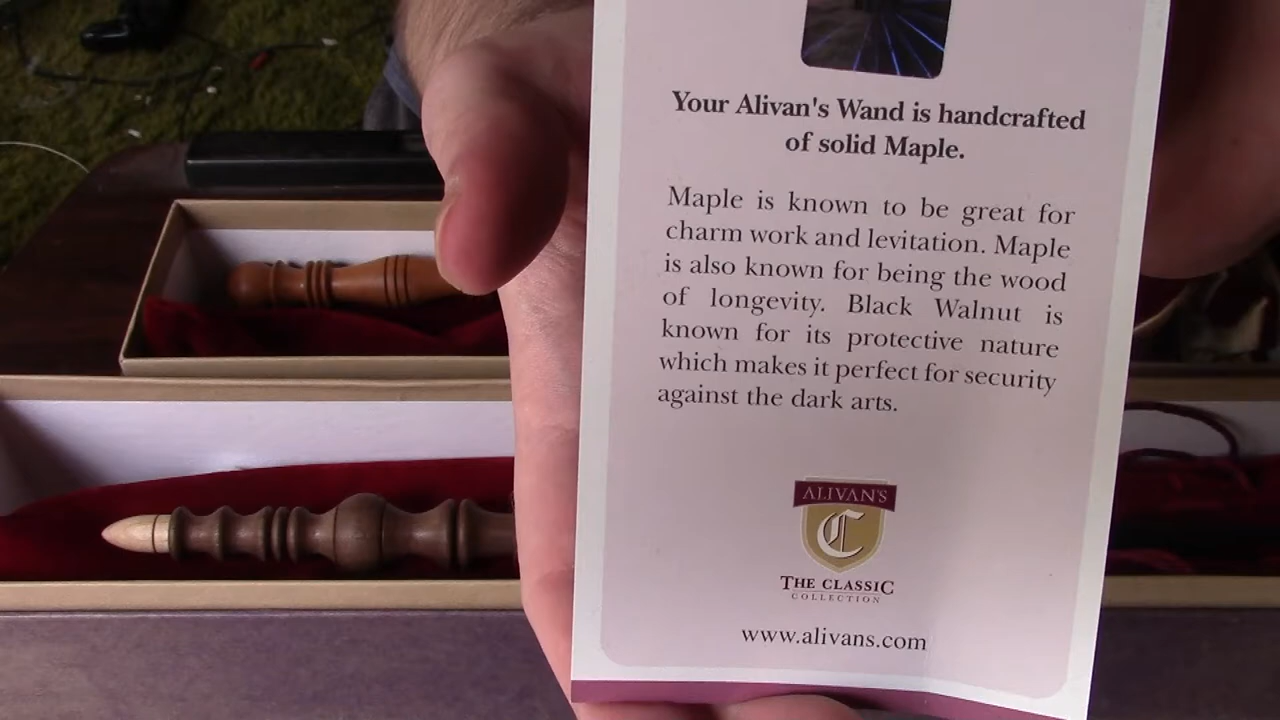 Your Alivan's Wand is handcrafted
of solid Maple.
Maple is known to be great for
charm work and levitation. Maple
is also known for being the wood
of longevity. Black Walnut is
known for its protective nature
which makes it perfect for security
against the dark arts.
ALIVAN'S
C
THE CLASSIC
COLLECTION
www.alivans.com